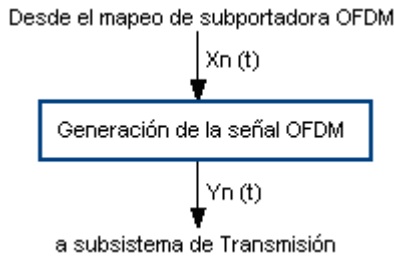 Desde el mapeo de subportadora OFDM
Xn (t)
Generación de la señal OFDM
Yn (t)
a subsistema de Transmisión